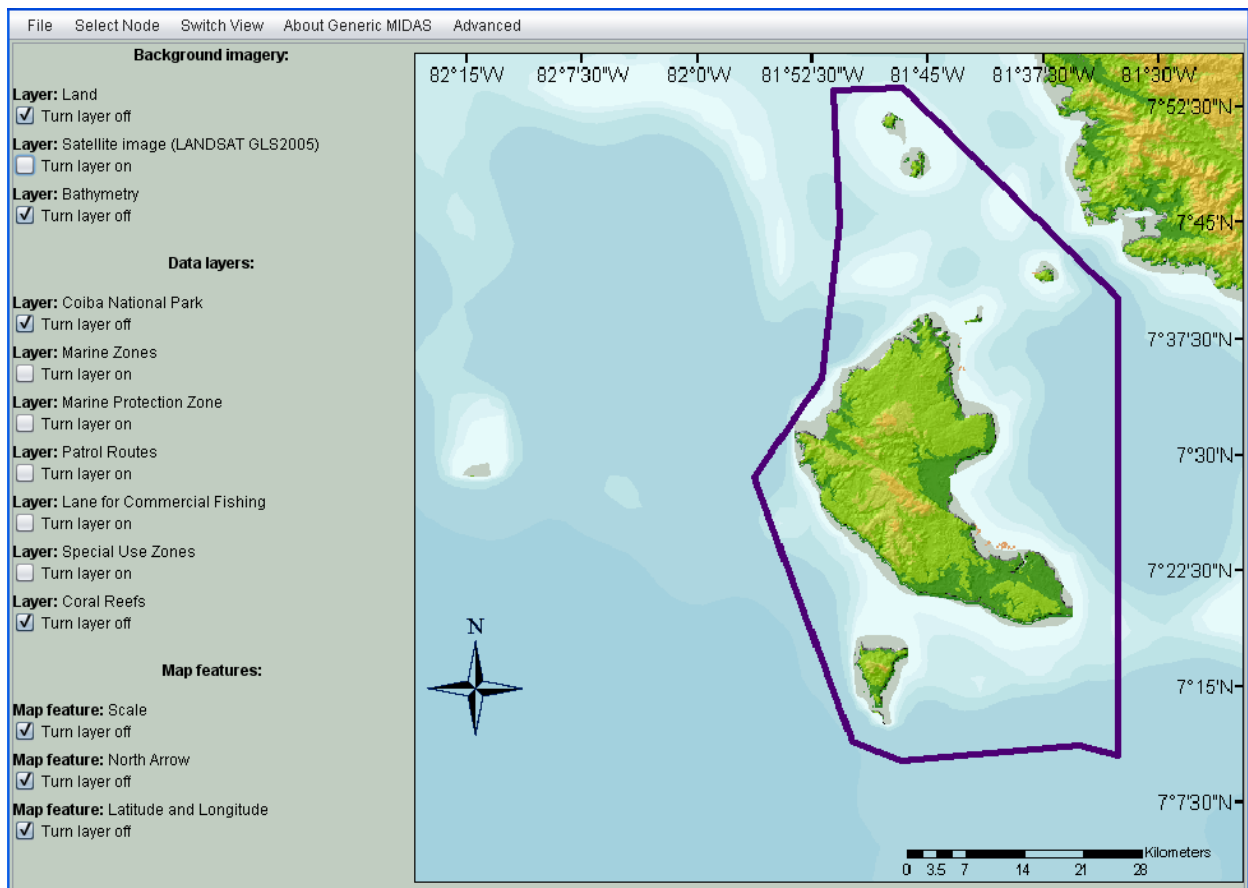 File Select Node Switch View About Generic MIDAS Advanced
Background imagery:
Layer: Land
Turn layer off
Layer: Satellite image (LANDSAT GLS2005)
Turn layer on
Layer: Bathymetry
Turn layer off
Data layers:
Layer: Coiba National Park
Turn layer off
Layer: Marine Zones
Turn layer on
Layer: Marine Protection Zone
Turn layer on
Layer: Patrol Routes
Turn layer on
Layer: Lane for Commercial Fishing
Turn layer on
Layer: Special Use Zones
Turn layer on
Layer: Coral Reefs
Turn layer off
Map features:
Map feature: Scale
Turn layer off
Map feature: North Arrow
Turn layer off
Map feature: Latitude and Longitude
Turn layer off
82°15'W 82°7'30"W 82°0'W 81°52'30"W 81°45'W 81°37'30"W 81°30'W
7°52'30"N
7°45'N
7°37'30"N
7°30'N
7°22'30"N
7°15'N
7°7'30"N
N
Kilometers
0 3.5 7 14 21 28